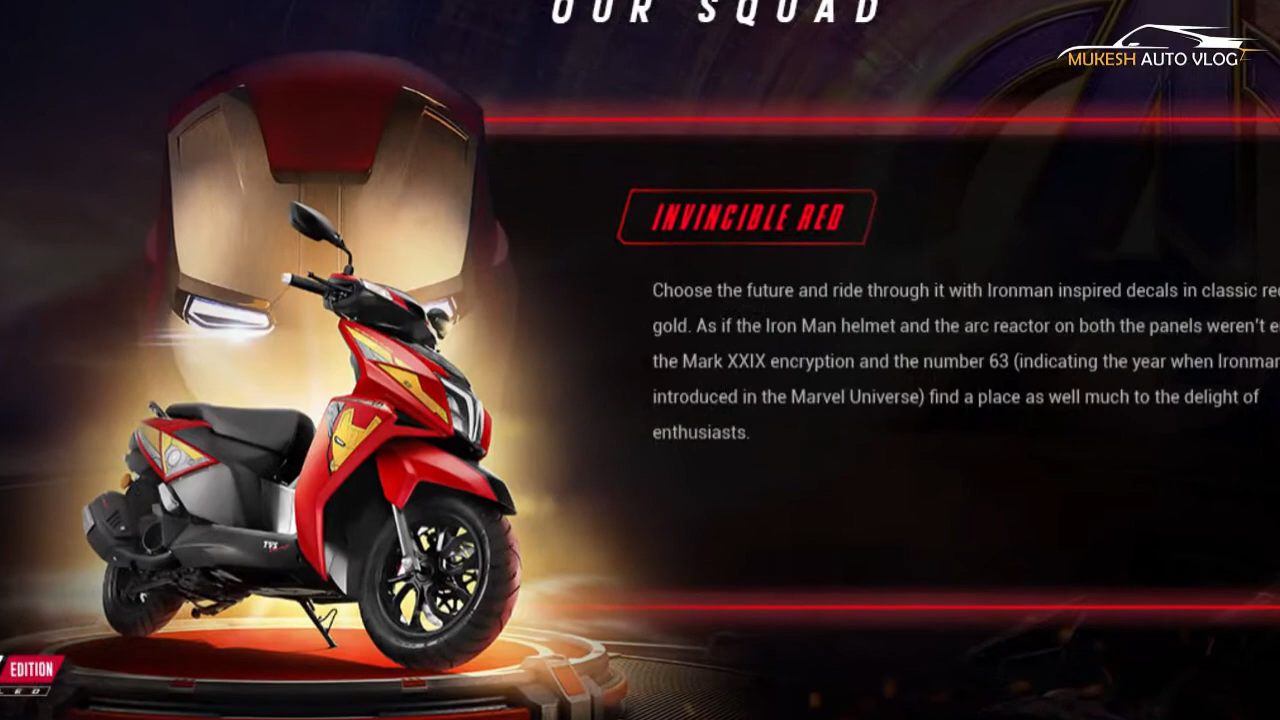 OUR SQUAD
MUKESH AUTO VLOG
INVINCIBLE RED
Choose the future and ride through it with Ironman inspired decals in classic
gold. As if the Iron Man helmet and the arc reactor on both the panels weren't
the Mark XXIX encryption and the number 63 (indicating the year when Ironman
introduced in the Marvel Universe) find a place as well much to the delight of
enthusiasts.
TVS
EDITION